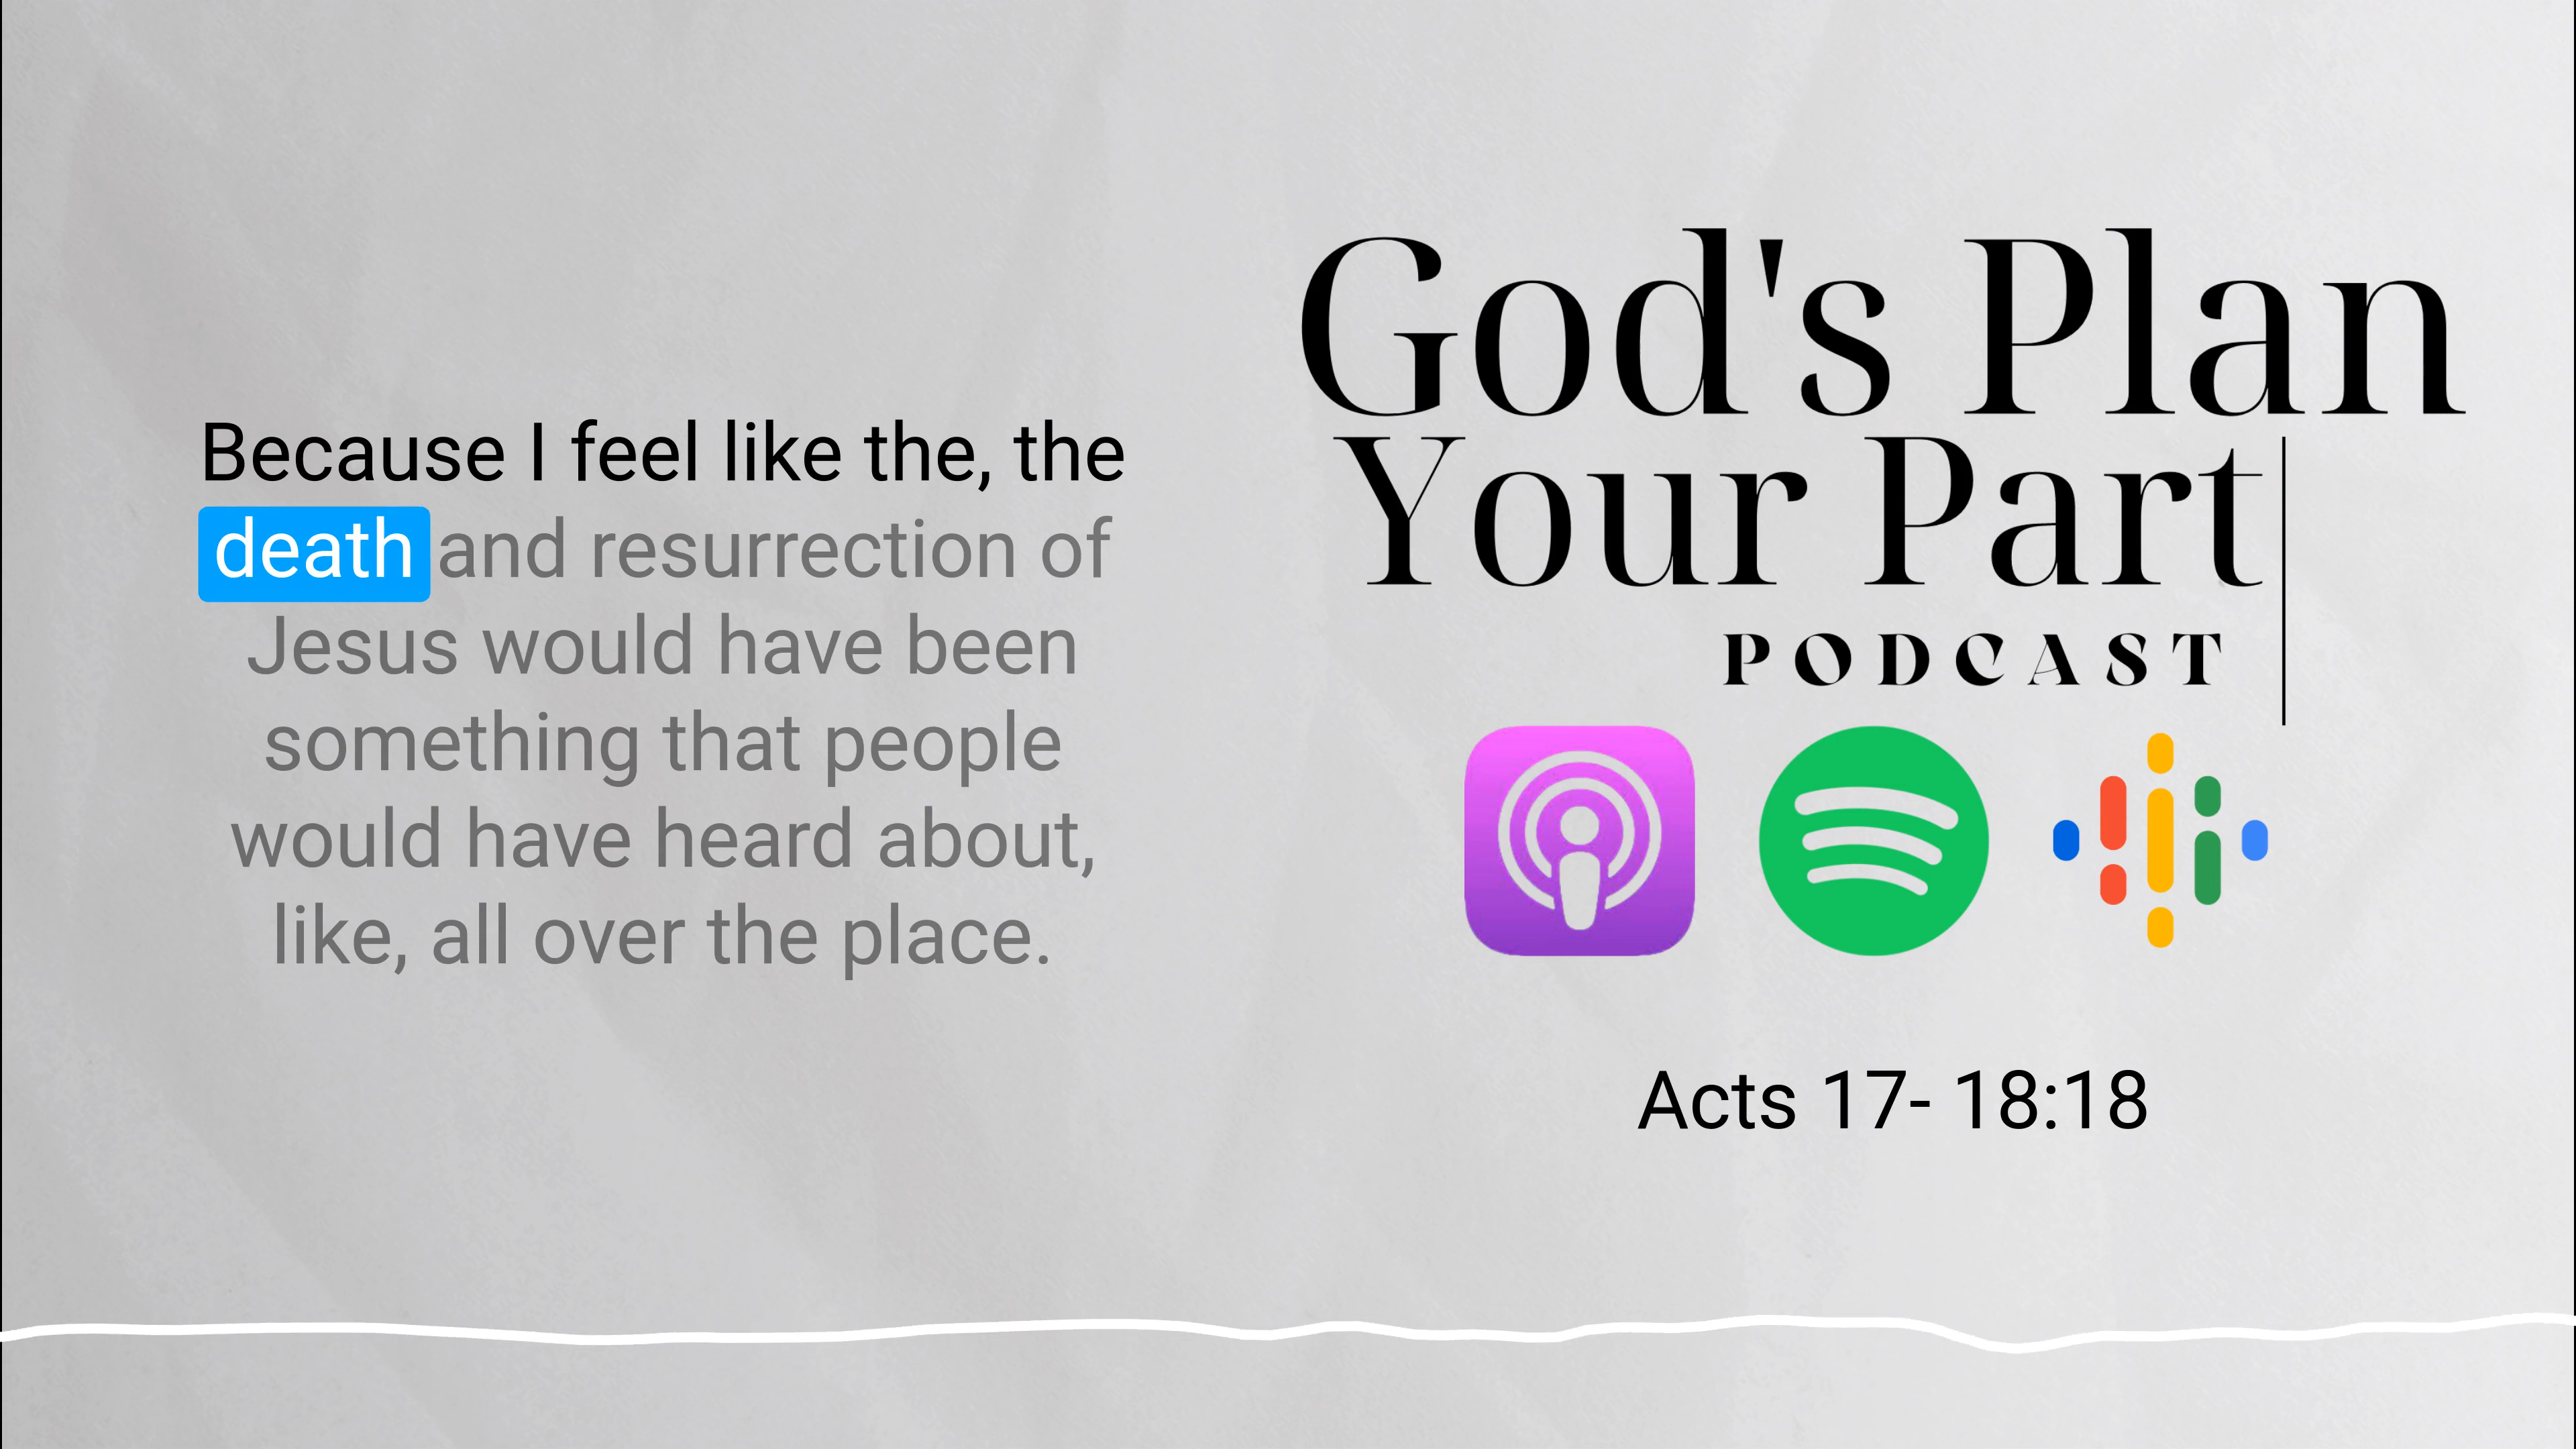 Because I feel like the, the
death and resurrection of
Jesus would have been
something that people
would have heard about,
like, all over the place.
God's Plan
Your Part
PODCAST
Acts 17- 18:18